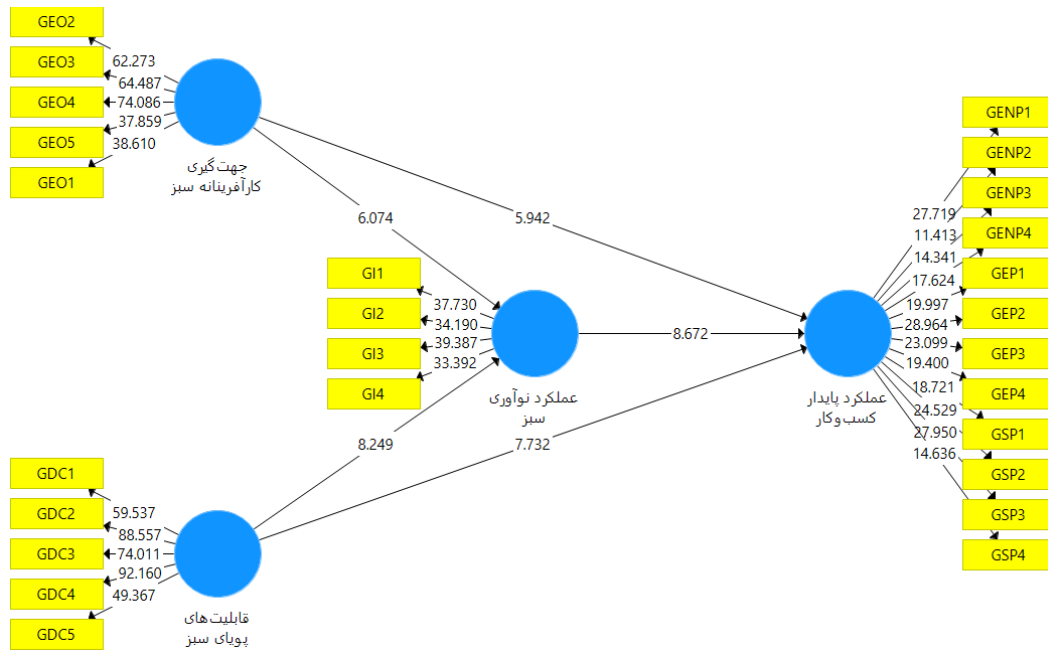 GEO2
GEO3
GEO4
GEO5
GEO1
62.273
64.487
74.086
37.859
38.610
جهت‌گیری
کارآفرینانه سبز
6.074
5.942
GI1
GI2
GI3
GI4
37.730
34.190
39.387
33.392
عملکرد نوآوری
سبز
8.672
8.249
7.732
GDC1
GDC2
GDC3
GDC4
GDC5
59.537
88.557
74.011
92.160
49.367
قابلیت‌های
پویای سبز
عملکرد پایدار
کسب‌وکار
27.719
11.413
14.341
17.624
19.997
28.964
23.099
19.400
18.721
24.529
27.950
14.636
GENP1
GENP2
GENP3
GENP4
GEP1
GEP2
GEP3
GEP4
GSP1
GSP2
GSP3
GSP4